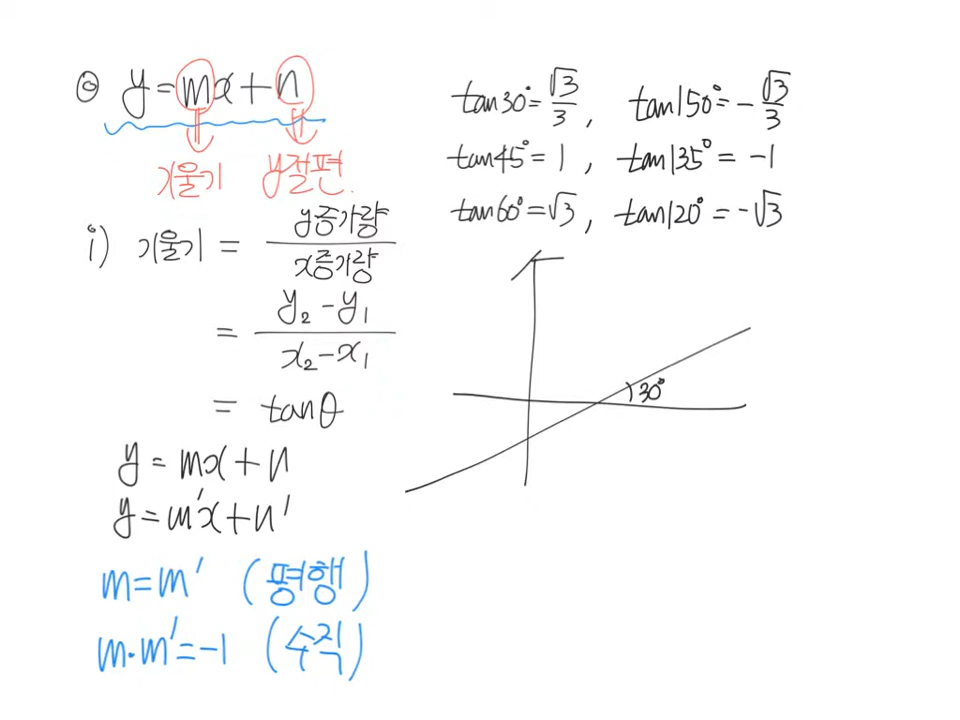 ⊙ y=mx+n
기울기 y절편.
i) 기울기 = y증가량/x증가량
= y₂-y₁/x₂-x₁
= tanθ
y=mx+n
y=m'x+n'
m=m' (평행)
m·m'=-1 (수직)
tan30°=√3/3, tan150°=-√3/3
tan45°=1, tan135°=-1
tan60°=√3, tan120°=-√3
30°